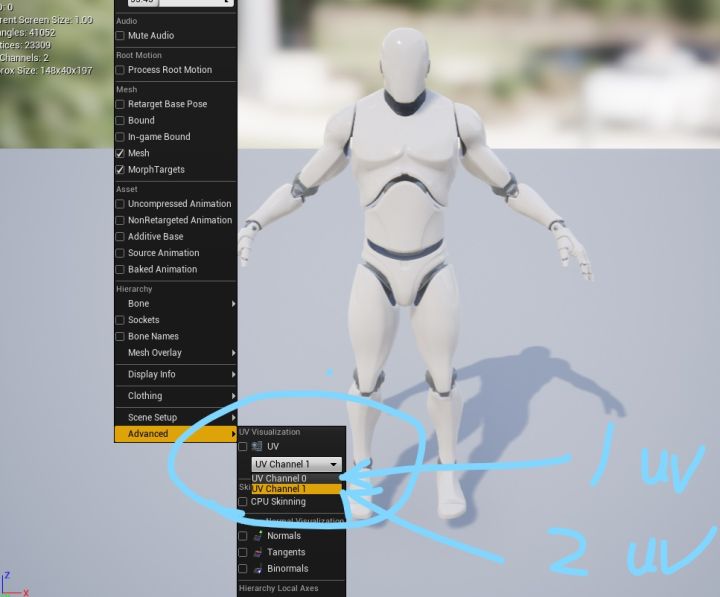 rent Screen Size: 1.00
angles: 41052
tices: 23309
Channels: 2
rox Size: 148x40x197
Audio
Mute Audio
Root Motion
Process Root Motion
Mesh
Retarget Base Pose
Bound
In-game Bound
Mesh
MorphTargets
Asset
Uncompressed Animation
NonRetargeted Animation
Additive Base
Source Animation
Baked Animation
Hierarchy
Bone
Sockets
Bone Names
Mesh Overlay
Display Info
Clothing
Scene Setup
Advanced
UV Visualization
UV
UV Channel 1
UV Channel 0
UV Channel 1
CPU Skinning
Normal Visualization
Normals
Tangents
Binormals
Hierarchy Local Axes
1 uv
2 uv
Z
X